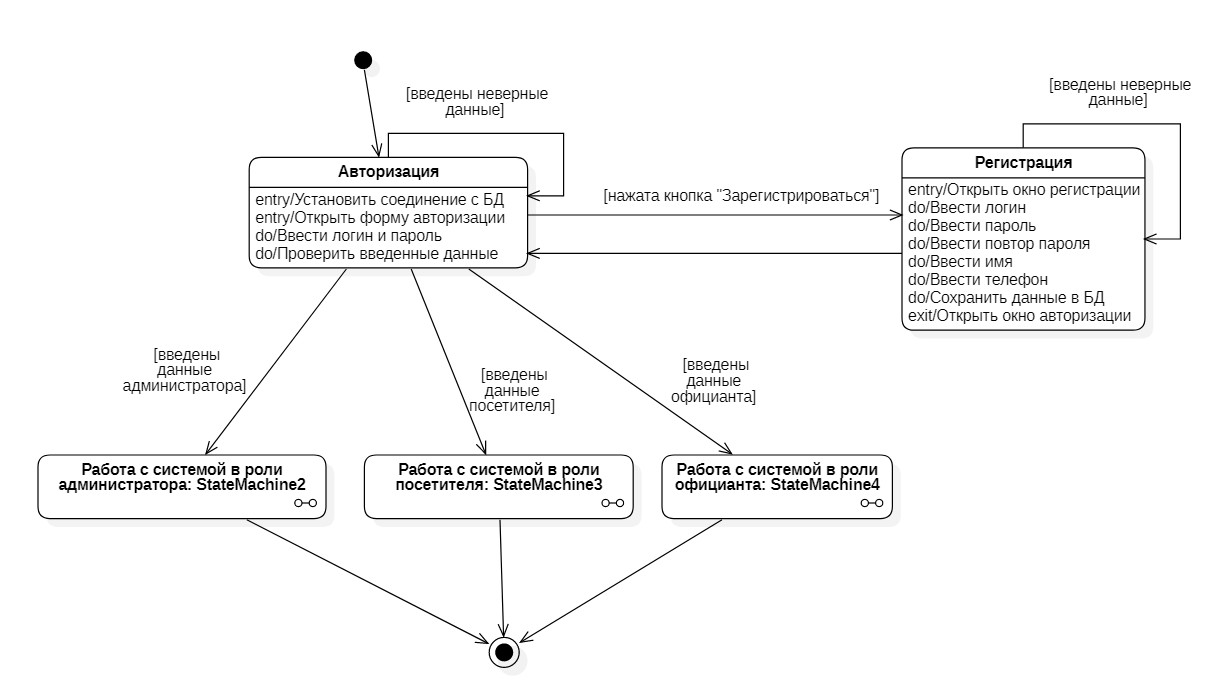 [введены неверные
данные]
[введены неверные
данные]
Авторизация
entry/Установить соединение с БД
entry/Открыть форму авторизации
do/Ввести логин и пароль
do/Проверить введенные данные
[нажата кнопка "Зарегистрироваться"]
Регистрация
entry/Открыть окно регистрации
do/Ввести логин
do/Ввести пароль
do/Ввести повтор пароля
do/Ввести имя
do/Ввести телефон
do/Сохранить данные в БД
exit/Открыть окно авторизации
[введены
данные
администратора]
[введены
данные
посетителя]
[введены
данные
официанта]
Работа с системой в роли
администратора: StateMachine2
Работа с системой в роли
посетителя: StateMachine3
Работа с системой в роли
официанта: StateMachine4